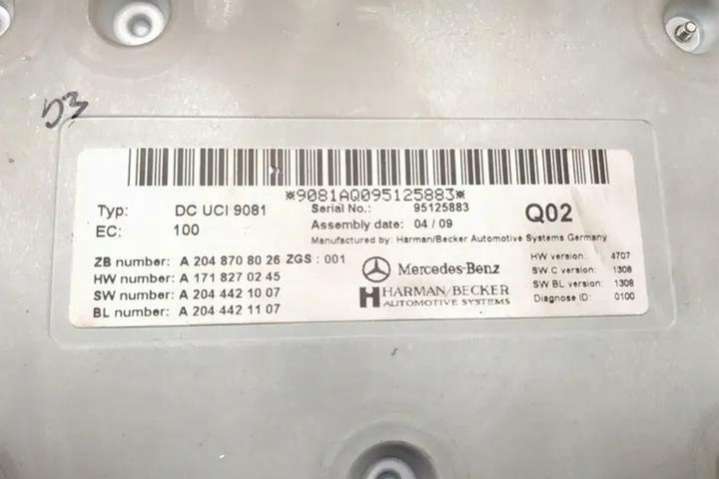 G3
*9081AQ095125883*
Typ: DC UCI 9081 Serial No.: 95125883
EC: 100 Assembly date: 04 / 09 Q02
Manufactured by: Harman/Becker Automotive Systems Germany
ZB number: A 204 870 80 26 ZGS : 001
HW number: A 171 827 02 45
SW number: A 204 442 10 07
BL number: A 204 442 11 07
Mercedes-Benz
HARMAN/BECKER
AUTOMOTIVE SYSTEMS
HW version: 4707
SW.C version: 1308
SW BL version: 1308
Diagnose ID: 0100